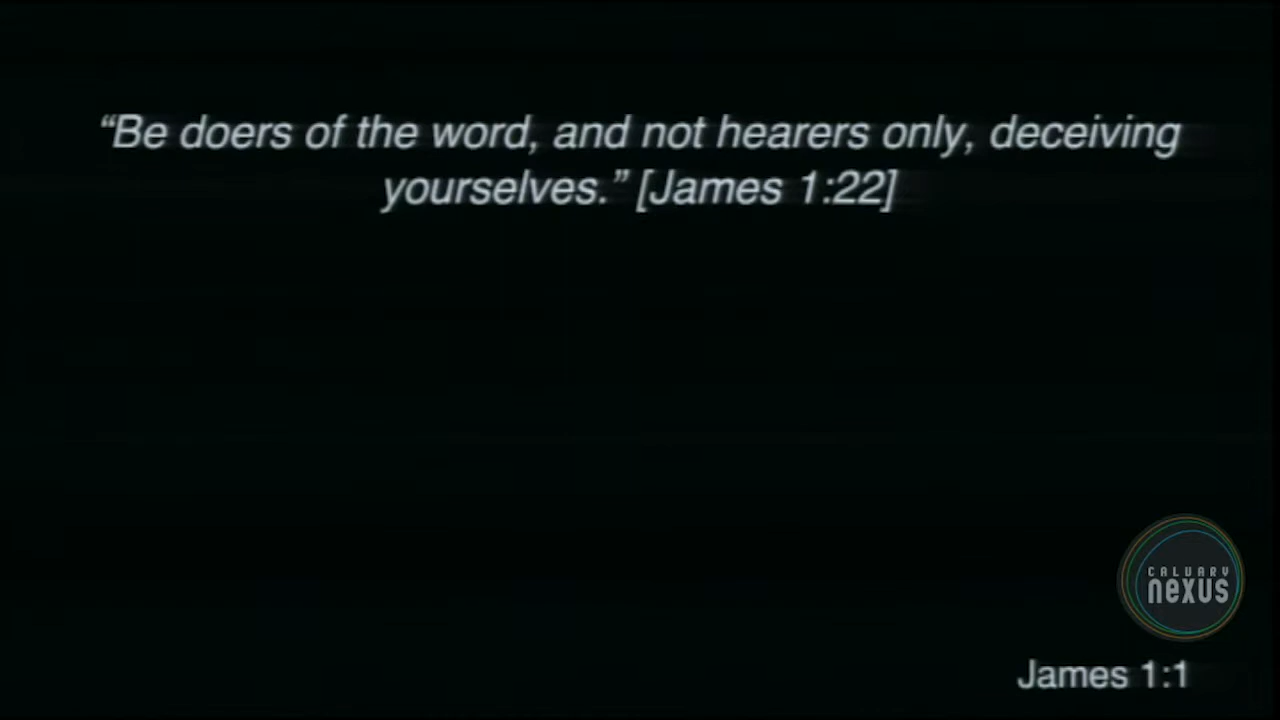 “Be doers of the word, and not hearers only, deceiving
yourselves.” [James 1:22]
CALVARY
nexus
James 1:1